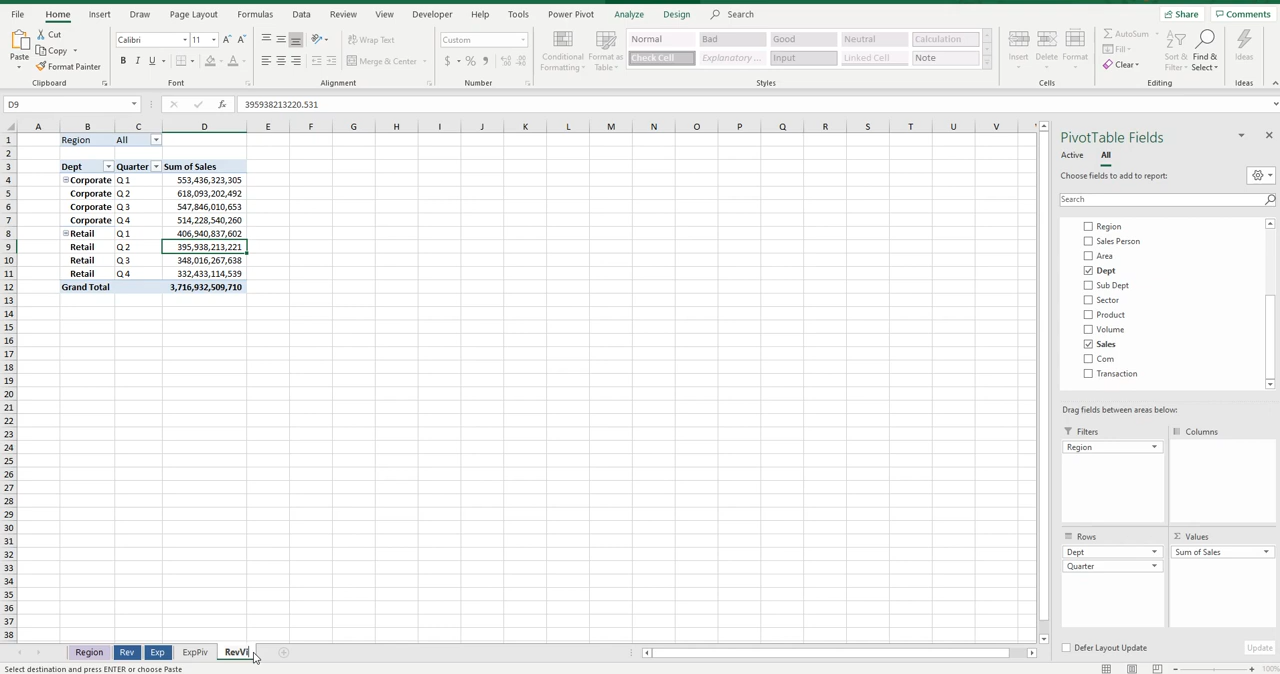 File Home Insert Draw Page Layout Formulas Data Review View Developer Help Tools Power Pivot Analyze Design Search Share Comments
Paste Cut Copy Format Painter Clipboard
Calibri 11 B I U Font
Wrap Text Merge & Center Alignment
Custom $ % Number
Conditional Formatting Format as Table
Normal Bad Good Neutral Calculation
Check Cell Explanatory ... Input Linked Cell Note
Styles
Insert Delete Format Cells
AutoSum Fill Clear Sort & Filter Find & Select Editing
Ideas Ideas
D9 fx 395938213220.531
A B C D E F G H I J K L M N O P Q R S T U V
1 Region All
2
3 Dept Quarter Sum of Sales
4 Corporate Q 1 553,436,323,305
5 Corporate Q 2 618,093,202,492
6 Corporate Q 3 547,846,010,653
7 Corporate Q 4 514,228,540,260
8 Retail Q 1 406,940,837,602
9 Retail Q 2 395,938,213,221
10 Retail Q 3 348,016,267,638
11 Retail Q 4 332,433,114,539
12 Grand Total 3,716,932,509,710
13
14
15
16
17
18
19
20
21
22
23
24
25
26
27
28
29
30
31
32
33
34
35
36
37
38
PivotTable Fields
Active All
Choose fields to add to report:
Search
Region
Sales Person
Area
Dept
Sub Dept
Sector
Product
Volume
Sales
Com
Transaction
Drag fields between areas below:
Filters Columns
Region
Rows Values
Dept Sum of Sales
Quarter
Defer Layout Update Update
Region Rev Exp ExpPiv RevVi
Select destination and press ENTER or choose Paste
100%